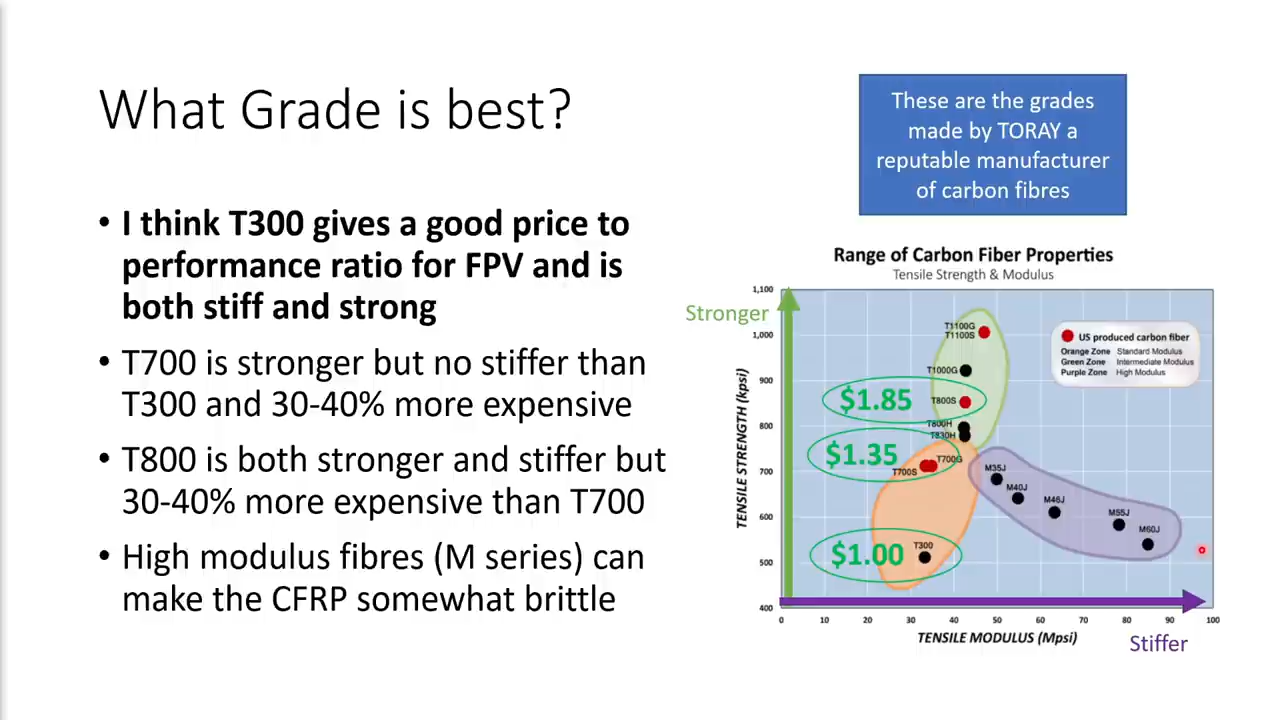 What Grade is best?
• I think T300 gives a good price to
performance ratio for FPV and is
both stiff and strong
• T700 is stronger but no stiffer than
T300 and 30-40% more expensive
• T800 is both stronger and stiffer but
30-40% more expensive than T700
• High modulus fibres (M series) can
make the CFRP somewhat brittle
These are the grades
made by TORAY a
reputable manufacturer
of carbon fibres
Range of Carbon Fiber Properties
Tensile Strength & Modulus
Stronger
TENSILE STRENGTH (kpsi)
1,100
1,000
900
800
700
600
500
400
US produced carbon fiber
Orange Zone Standard Modulus
Green Zone Intermediate Modulus
Purple Zone High Modulus
T1100G
T1100S
T1000G
$1.85
T800S
T800H
T830H
$1.35
T700S
T700G
M35J
M40J
M46J
M55J
M60J
$1.00
T300
0 10 20 30 40 50 60 70 80 90 100
TENSILE MODULUS (Mpsi)
Stiffer